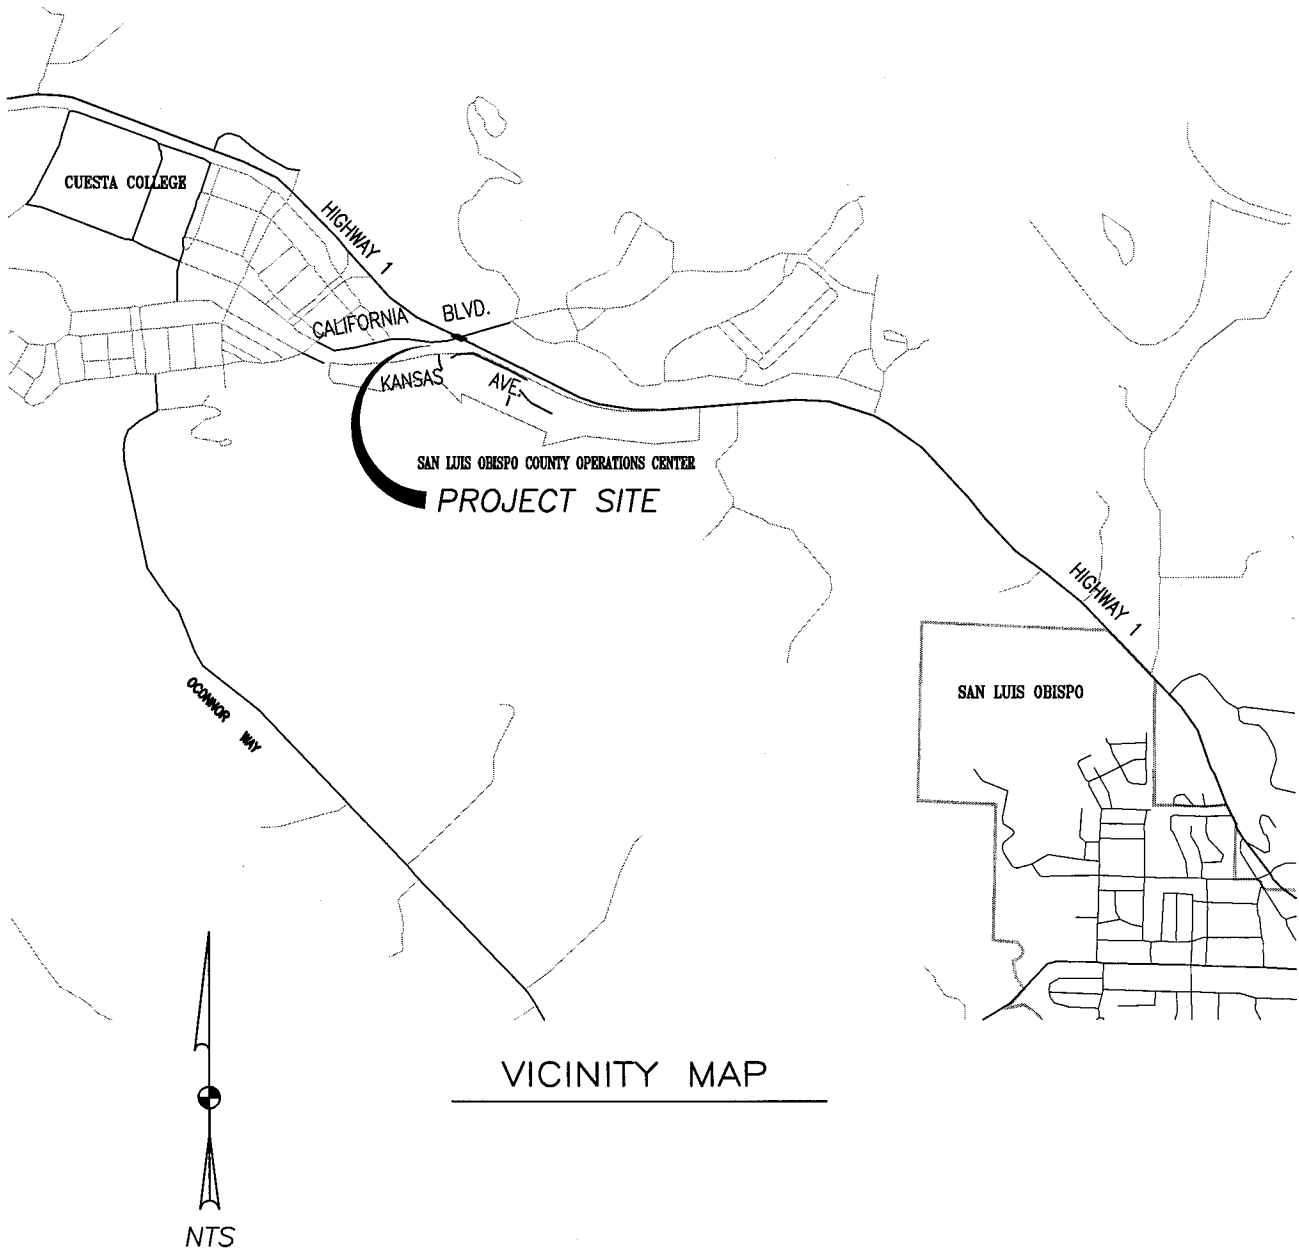 CUESTA COLLEGE
HIGHWAY 1
CALIFORNIA BLVD.
KANSAS AVE.
SAN LUIS OBISPO COUNTY OPERATIONS CENTER
PROJECT SITE
HIGHWAY 1
SAN LUIS OBISPO
OCONNOR WAY
VICINITY MAP
NTS